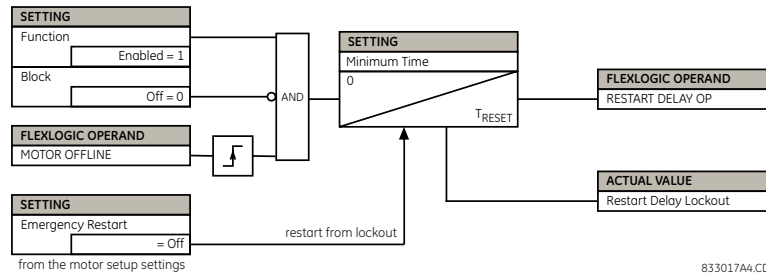 SETTING
Function
Enabled = 1
Block
Off = 0
FLEXLOGIC OPERAND
MOTOR OFFLINE
SETTING
Emergency Restart
= Off
from the motor setup settings
AND
SETTING
Minimum Time
0
TRESET
restart from lockout
FLEXLOGIC OPERAND
RESTART DELAY OP
ACTUAL VALUE
Restart Delay Lockout
833017A4.CD